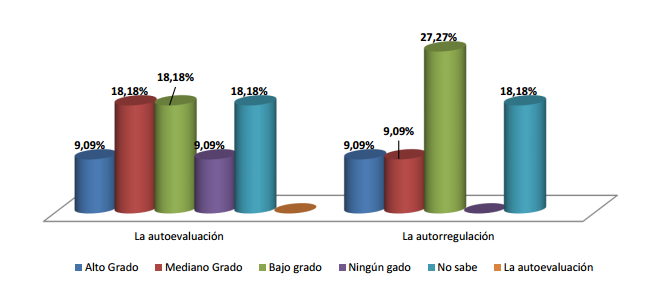 27,27%
18,18% 18,18% 18,18% 18,18%
9,09% 9,09% 9,09% 9,09%
La autoevaluación La autorregulación
Alto Grado Mediano Grado Bajo grado Ningún gado No sabe La autoevaluación